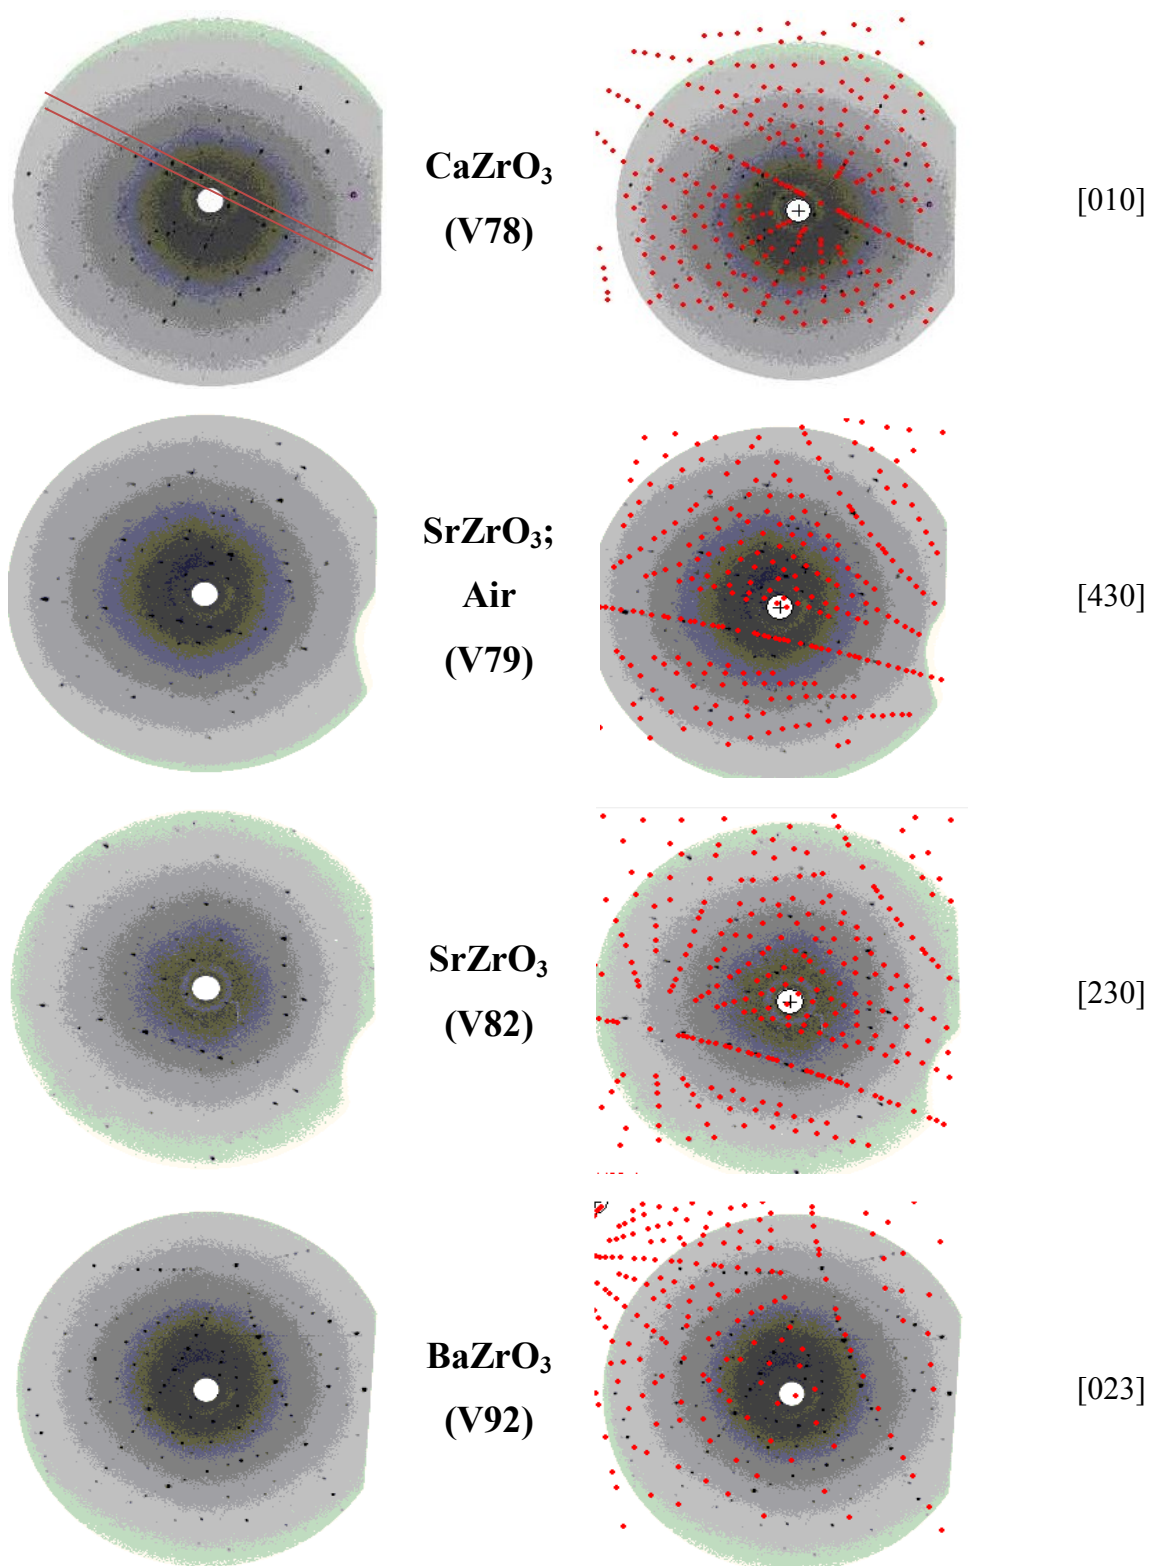 CaZrO₃
(V78)
[010]
SrZrO₃;
Air
(V79)
[430]
SrZrO₃
(V82)
[230]
BaZrO₃
(V92)
[023]